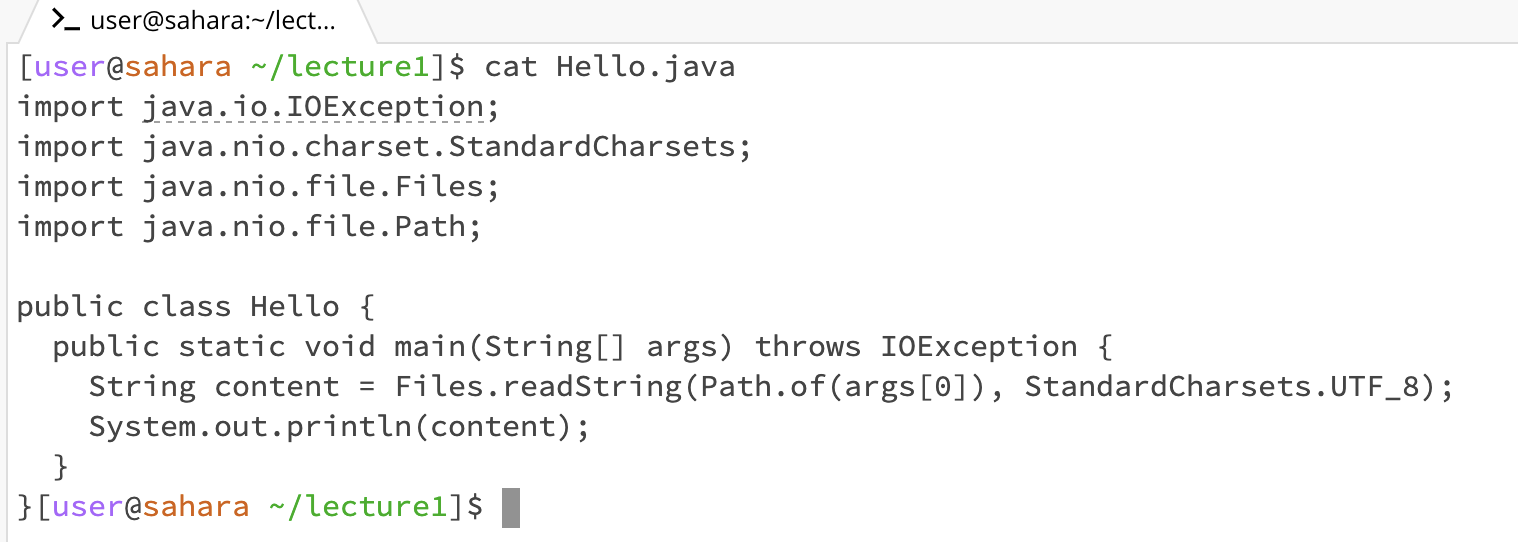 >_ user@sahara:~/lect...
[user@sahara ~/lecture1]$ cat Hello.java
import java.io.IOException;
import java.nio.charset.StandardCharsets;
import java.nio.file.Files;
import java.nio.file.Path;

public class Hello {
  public static void main(String[] args) throws IOException {
    String content = Files.readString(Path.of(args[0]), StandardCharsets.UTF_8);
    System.out.println(content);
  }
}[user@sahara ~/lecture1]$